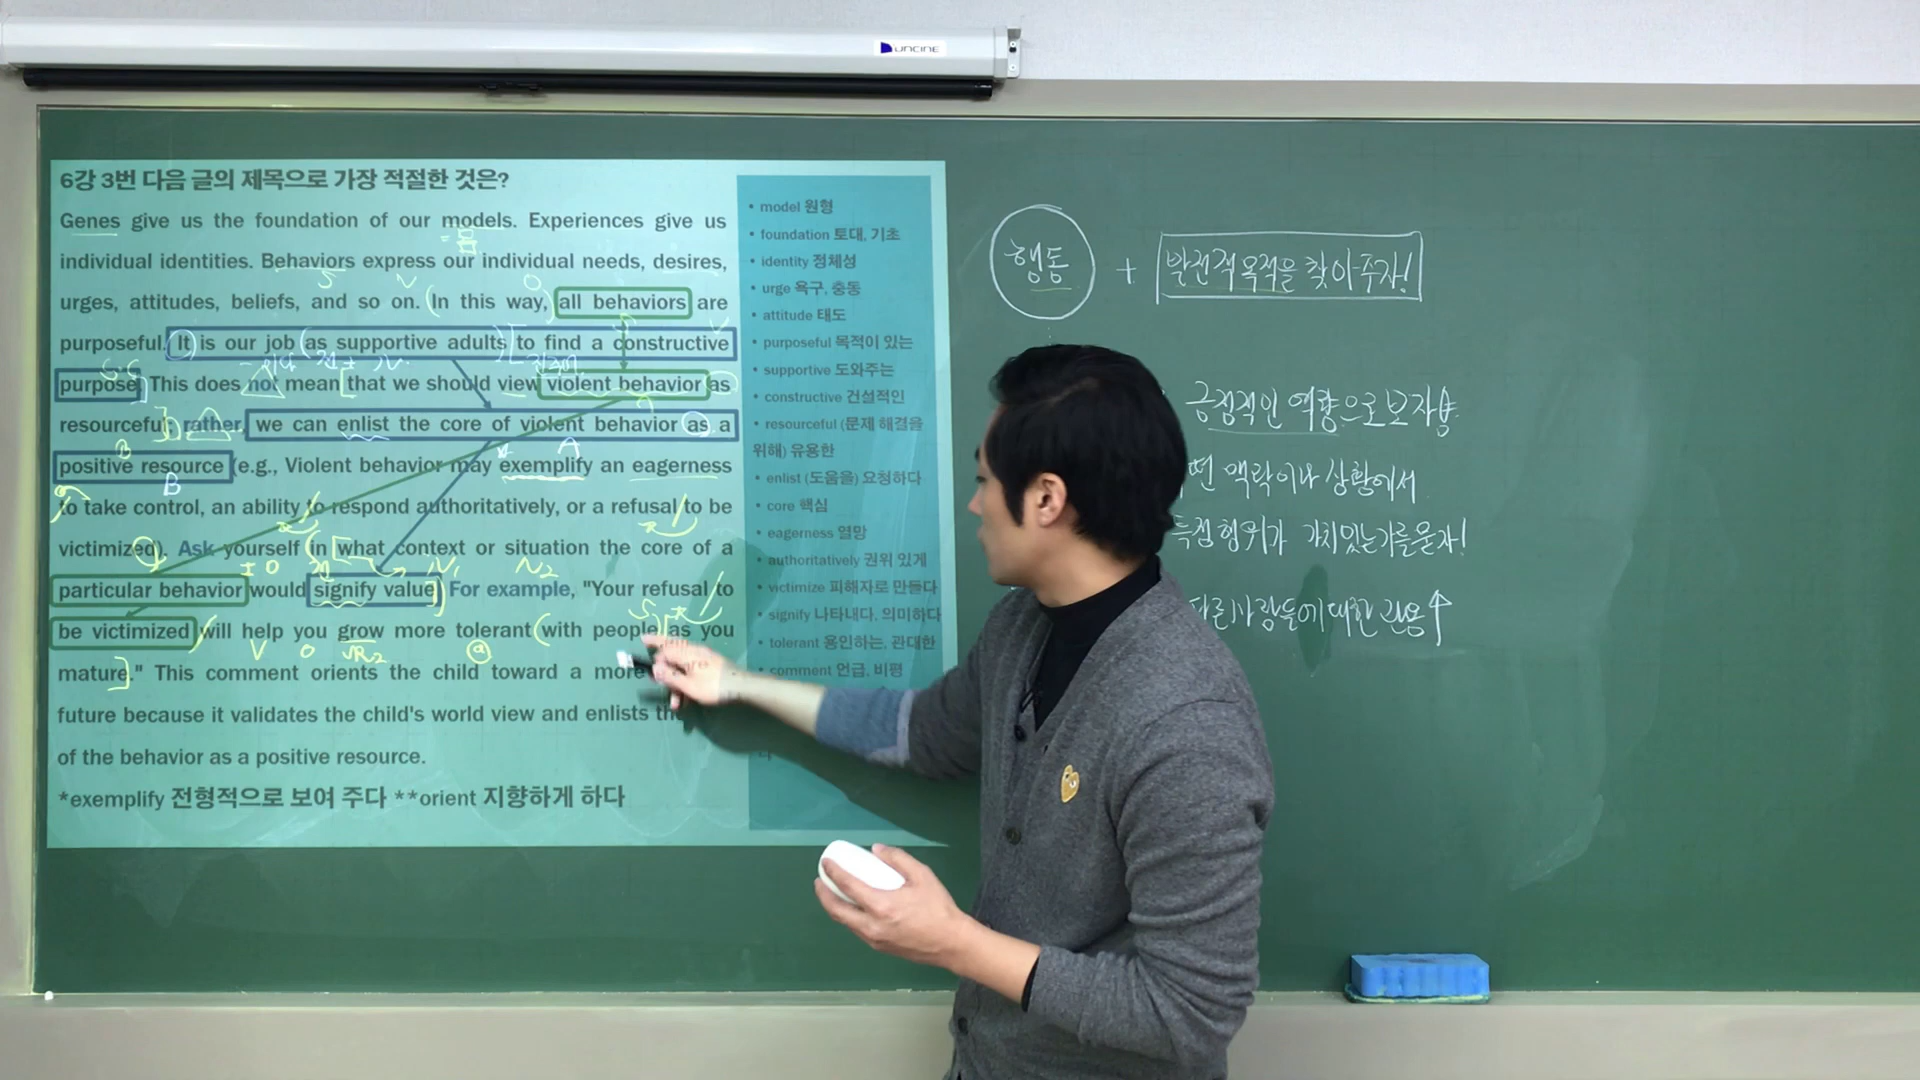 UNCINE
6강 3번 다음 글의 제목으로 가장 적절한 것은?
Genes give us the foundation of our models. Experiences give us
individual identities. Behaviors express our individual needs, desires,
urges, attitudes, beliefs, and so on. (In this way, all behaviors are
purposeful. It is our job (as supportive adults) [to find a constructive
purpose. This does not mean [that we should view violent behavior as
resourceful; rather, we can enlist the core of violent behavior as a
positive resource (e.g., Violent behavior may exemplify an eagerness
to take control, an ability to respond authoritatively, or a refusal to be
victimized). Ask yourself (in [what context or situation the core of a
particular behavior would signify value]) For example, "Your refusal to
be victimized will help you grow more tolerant (with people) [as you
mature." This comment orients the child toward a more
future because it validates the child's world view and enlists the
of the behavior as a positive resource.
*exemplify 전형적으로 보여 주다 **orient 지향하게 하다
• model 원형
• foundation 토대, 기초
• identity 정체성
• urge 욕구, 충동
• attitude 태도
• purposeful 목적이 있는
• supportive 도와주는
• constructive 건설적인
• resourceful (문제 해결을
위해) 유용한
• enlist (도움을) 요청하다
• core 핵심
• eagerness 열망
• authoritatively 권위 있게
• victimize 피해자로 만들다
• signify 나타내다, 의미하다
• tolerant 용인하는, 관대한
• comment 언급, 비평
다
행동 + 발전적 목적을 찾아주자!
긍정적인 역량으로 보자
떤 맥락이나 상황에서
특정 행위가 가치있는가를 묻자!
다른 사람들에 대한 관용↑